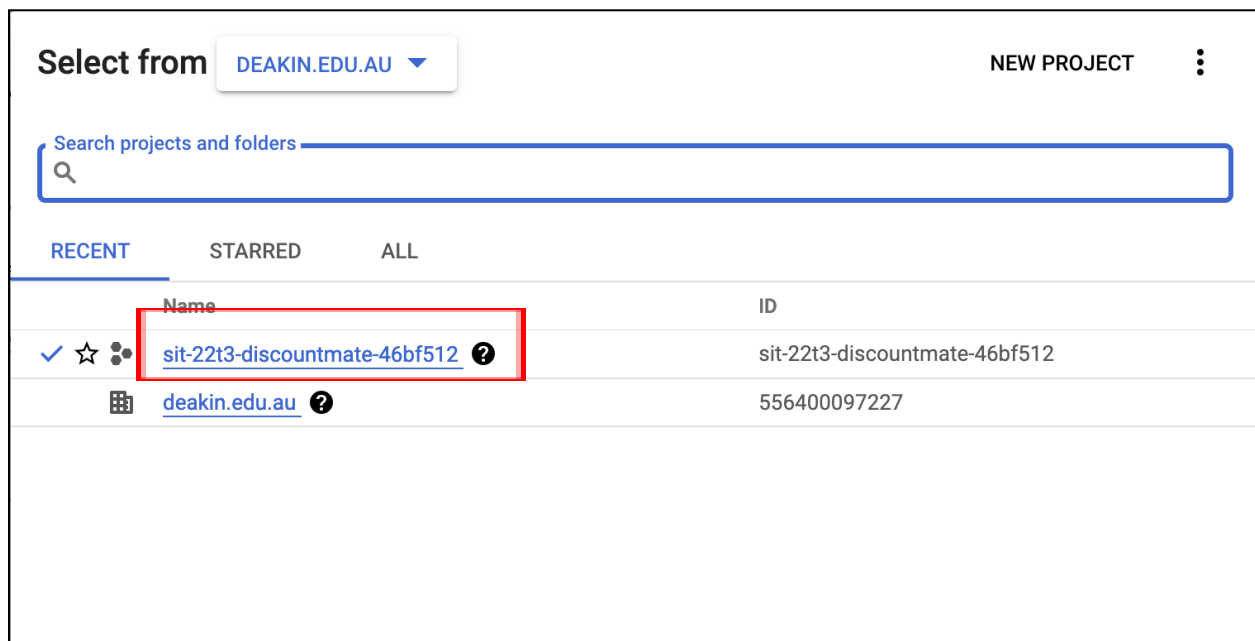 Select from DEAKIN.EDU.AU NEW PROJECT
Search projects and folders
RECENT STARRED ALL
Name ID
sit-22t3-discountmate-46bf512 ? sit-22t3-discountmate-46bf512
deakin.edu.au ? 556400097227